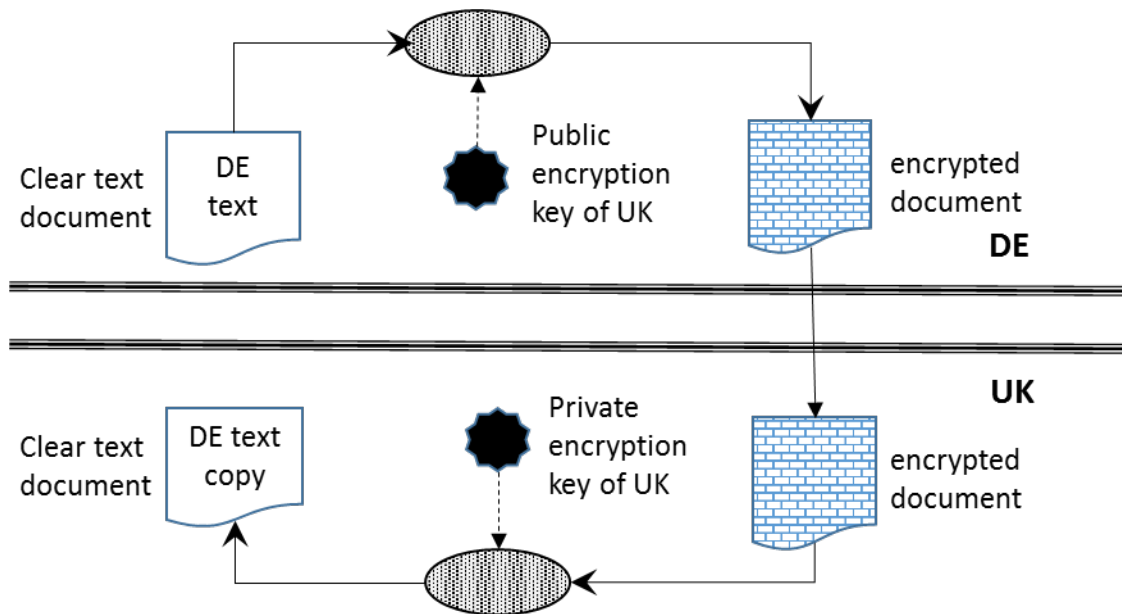 Clear text
document
DE
text
Public
encryption
key of UK
encrypted
document
DE
UK
Clear text
document
DE text
copy
Private
encryption
key of UK
encrypted
document